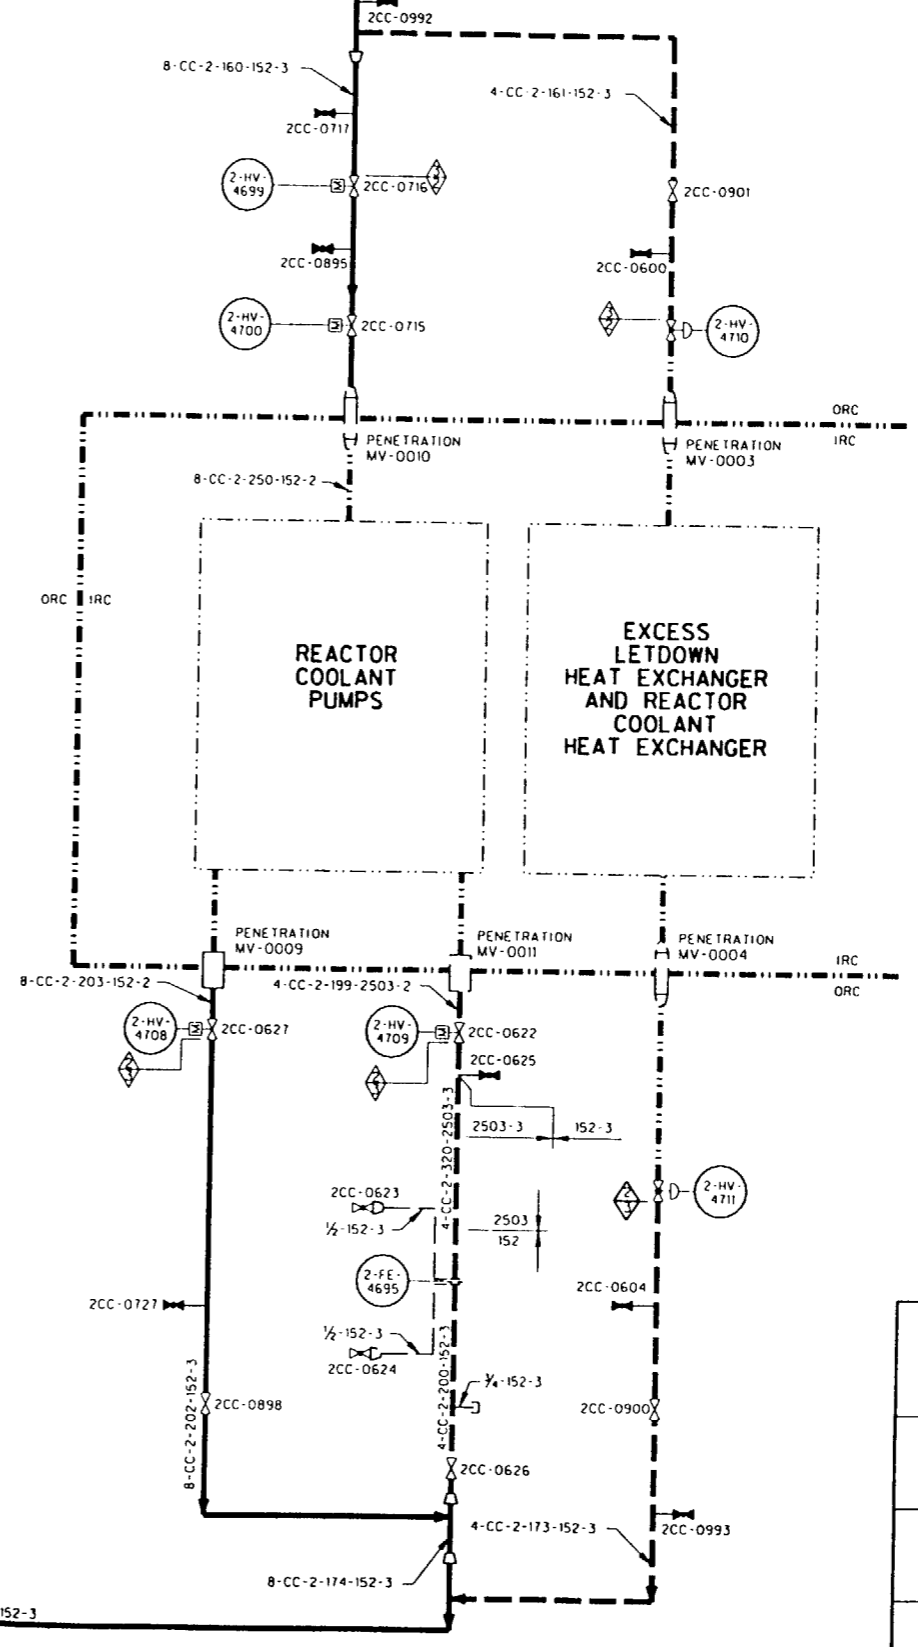 2CC-0992
8-CC-2-160-152-3
4-CC-2-161-152-3
2CC-0717
2-HV-
4699
2CC-0716
2CC-0901
2CC-0895
2CC-0600
2-HV-
4700
2CC-0715
2-HV-
4710
ORC
IRC
PENETRATION
MV-0010
PENETRATION
MV-0003
8-CC-2-250-152-2
ORC
IRC
REACTOR
COOLANT
PUMPS
EXCESS
LETDOWN
HEAT EXCHANGER
AND REACTOR
COOLANT
HEAT EXCHANGER
PENETRATION
MV-0009
PENETRATION
MV-0011
PENETRATION
MV-0004
IRC
ORC
8-CC-2-203-152-2
4-CC-2-199-2503-2
2-HV-
4708
2CC-0627
2-HV-
4709
2CC-0622
2CC-0625
4-CC-2-320-2503-3
2503-3
152-3
2CC-0623
½-152-3
2503
152
2-HV-
4711
2-FE-
4695
2CC-0604
2CC-0727
½-152-3
2CC-0624
8-CC-2-202-152-3
4-CC-2-200-152-3
¾-152-3
2CC-0898
2CC-0900
2CC-0626
4-CC-2-173-152-3
2CC-0993
8-CC-2-174-152-3
152-3